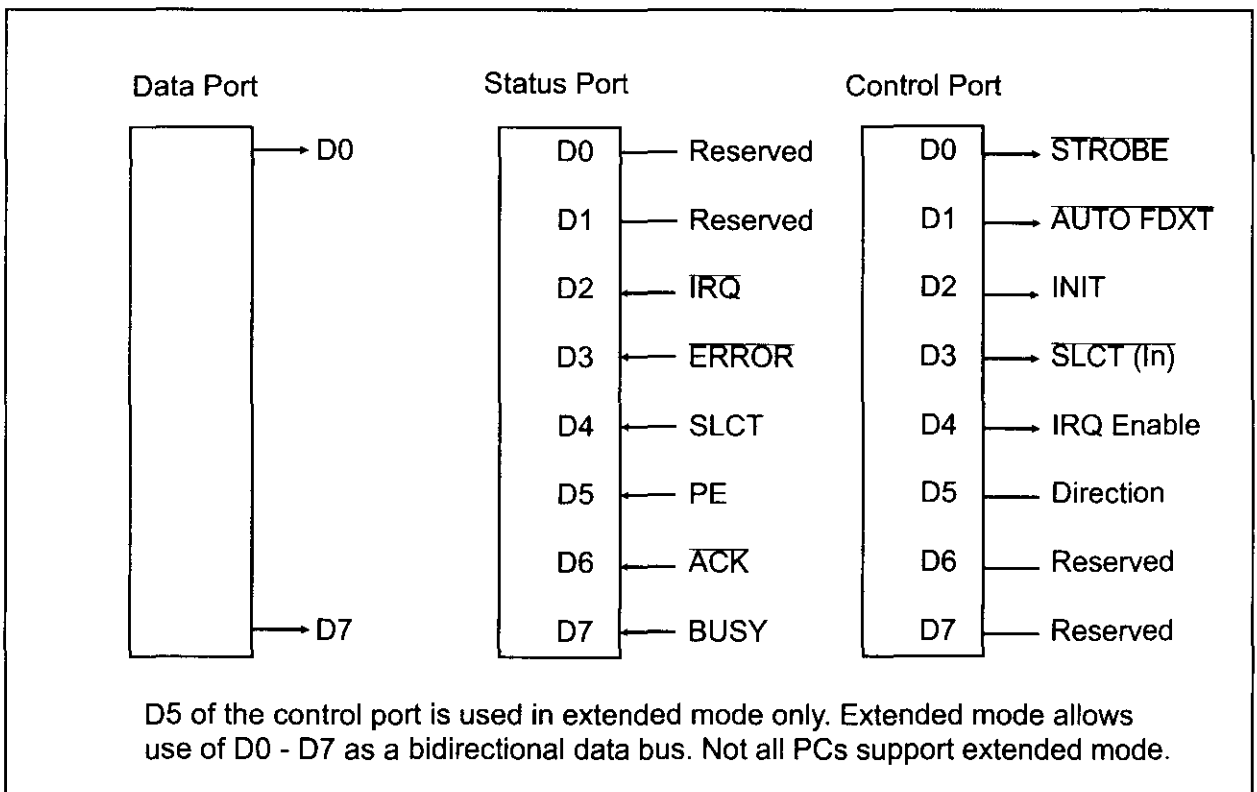 Data Port
D0
D7
Status Port
D0 Reserved
D1 Reserved
D2 IRQ
D3 ERROR
D4 SLCT
D5 PE
D6 ACK
D7 BUSY
Control Port
D0 STROBE
D1 AUTO FDXT
D2 INIT
D3 SLCT (In)
D4 IRQ Enable
D5 Direction
D6 Reserved
D7 Reserved
D5 of the control port is used in extended mode only. Extended mode allows
use of D0 - D7 as a bidirectional data bus. Not all PCs support extended mode.